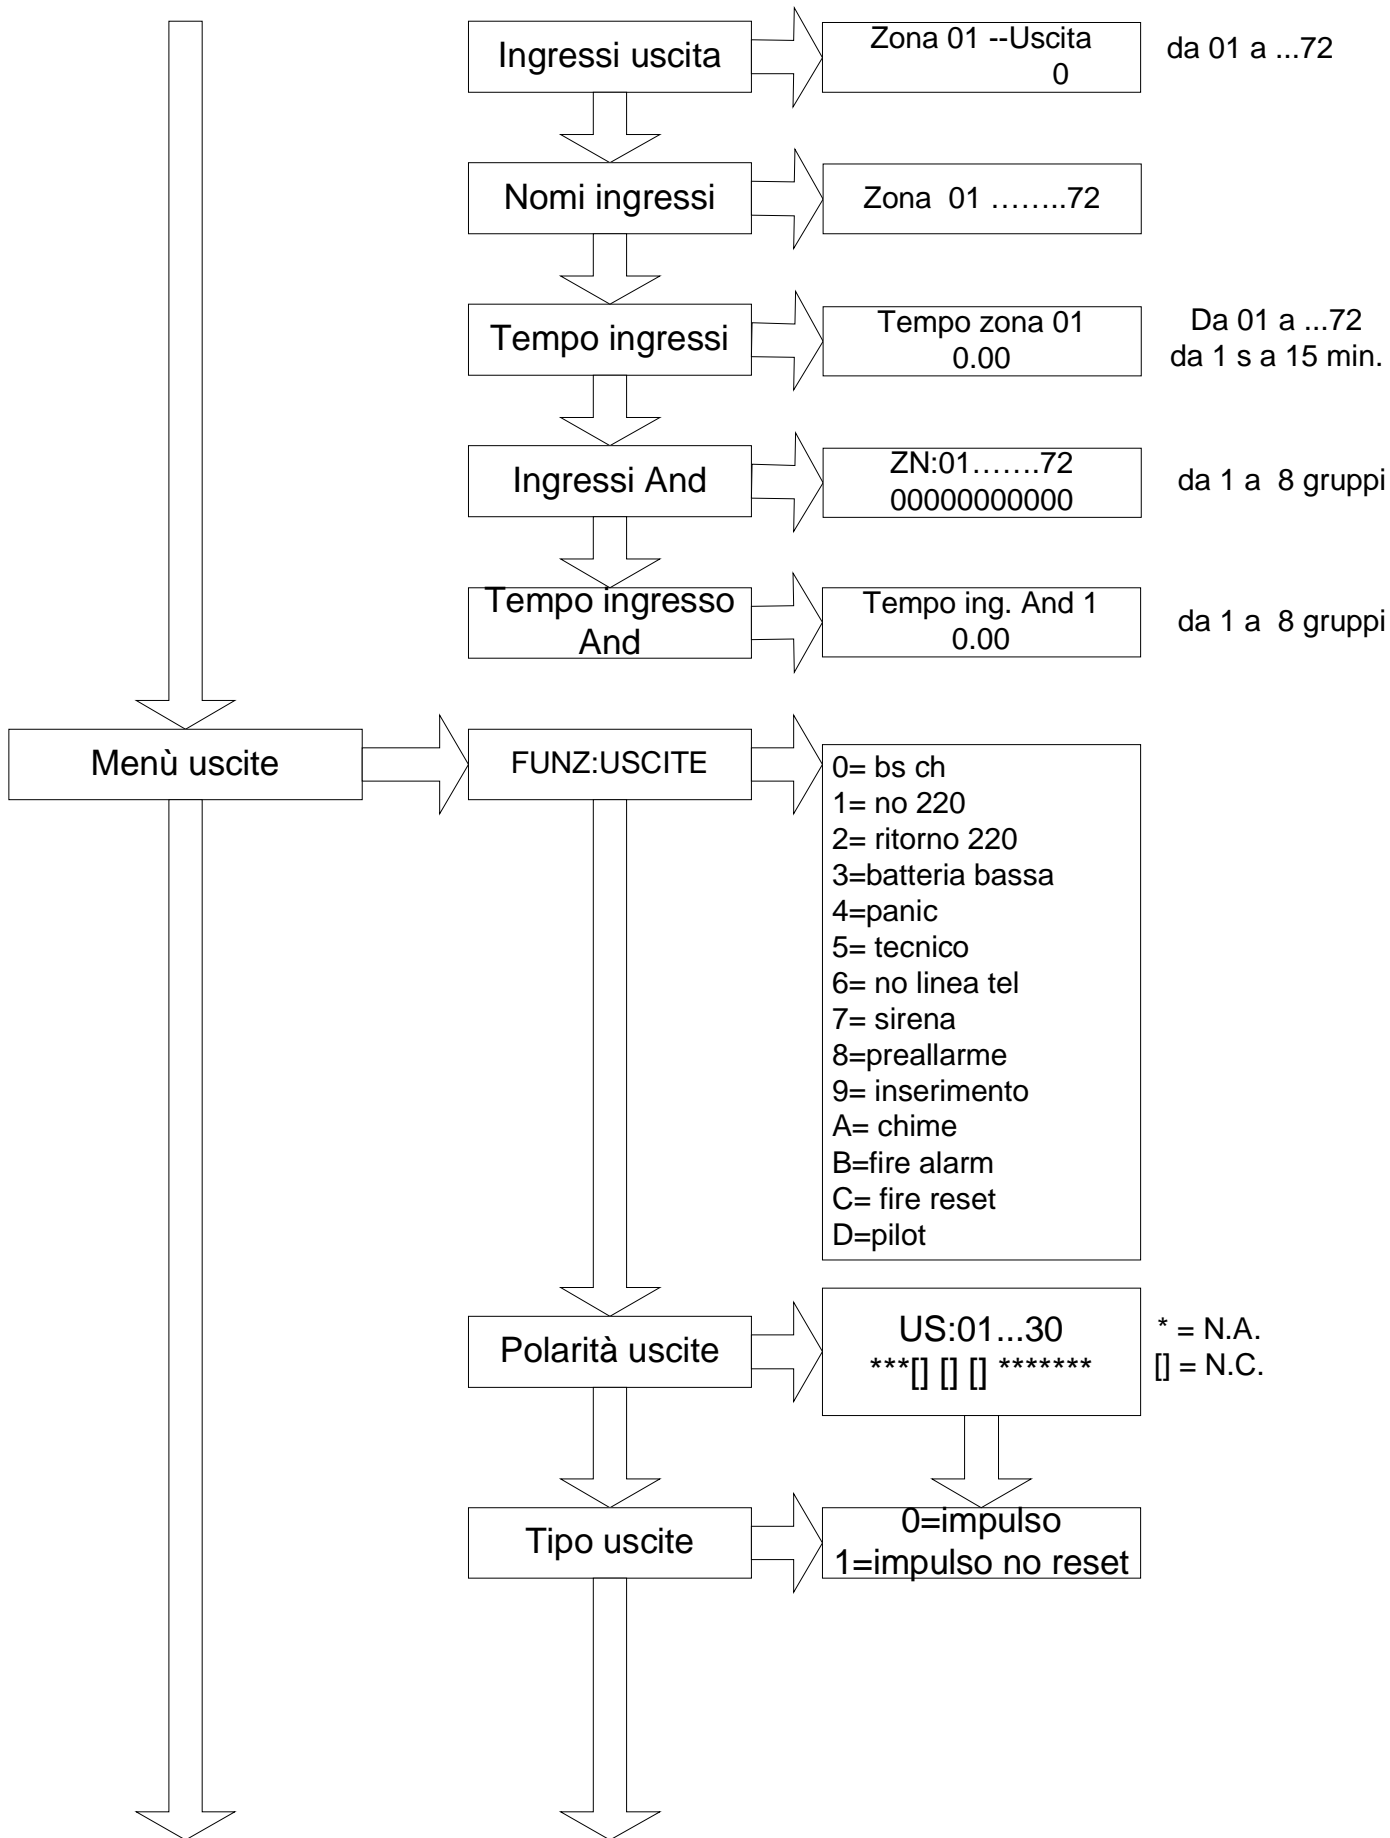 Ingressi uscita
Zona 01 --Uscita
0
da 01 a ...72
Nomi ingressi
Zona 01 ……..72
Tempo ingressi
Tempo zona 01
0.00
Da 01 a ...72
da 1 s a 15 min.
Ingressi And
ZN:01…….72
00000000000
da 1 a 8 gruppi
Tempo ingresso
And
Tempo ing. And 1
0.00
da 1 a 8 gruppi
Menù uscite
FUNZ:USCITE
0= bs ch
1= no 220
2= ritorno 220
3=batteria bassa
4=panic
5= tecnico
6= no linea tel
7= sirena
8=preallarme
9= inserimento
A= chime
B=fire alarm
C= fire reset
D=pilot
Polarità uscite
US:01...30
***[] [] [] *******
* = N.A.
[] = N.C.
Tipo uscite
0=impulso
1=impulso no reset